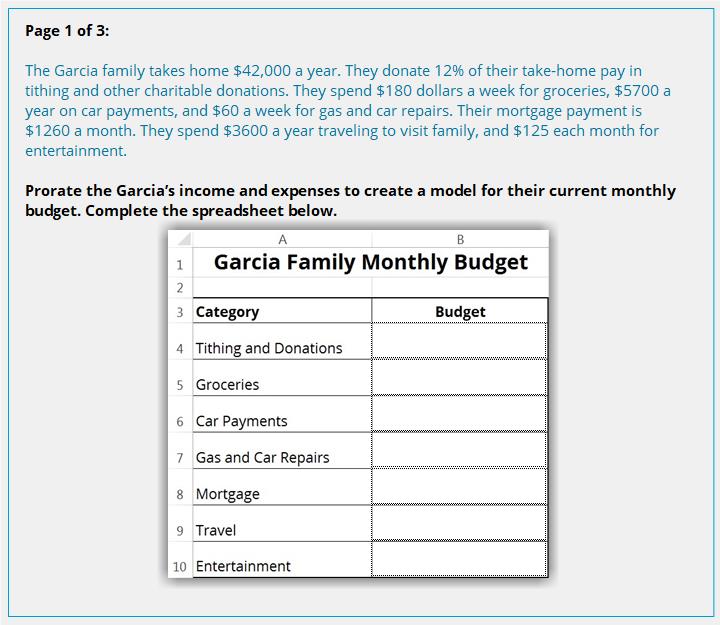 Page 1 of 3:
The Garcia family takes home $42,000 a year. They donate 12% of their take-home pay in
tithing and other charitable donations. They spend $180 dollars a week for groceries, $5700 a
year on car payments, and $60 a week for gas and car repairs. Their mortgage payment is
$1260 a month. They spend $3600 a year traveling to visit family, and $125 each month for
entertainment.
Prorate the Garcia's income and expenses to create a model for their current monthly
budget. Complete the spreadsheet below.
A B
1 Garcia Family Monthly Budget
2
3 Category Budget
4 Tithing and Donations
5 Groceries
6 Car Payments
7 Gas and Car Repairs
8 Mortgage
9 Travel
10 Entertainment